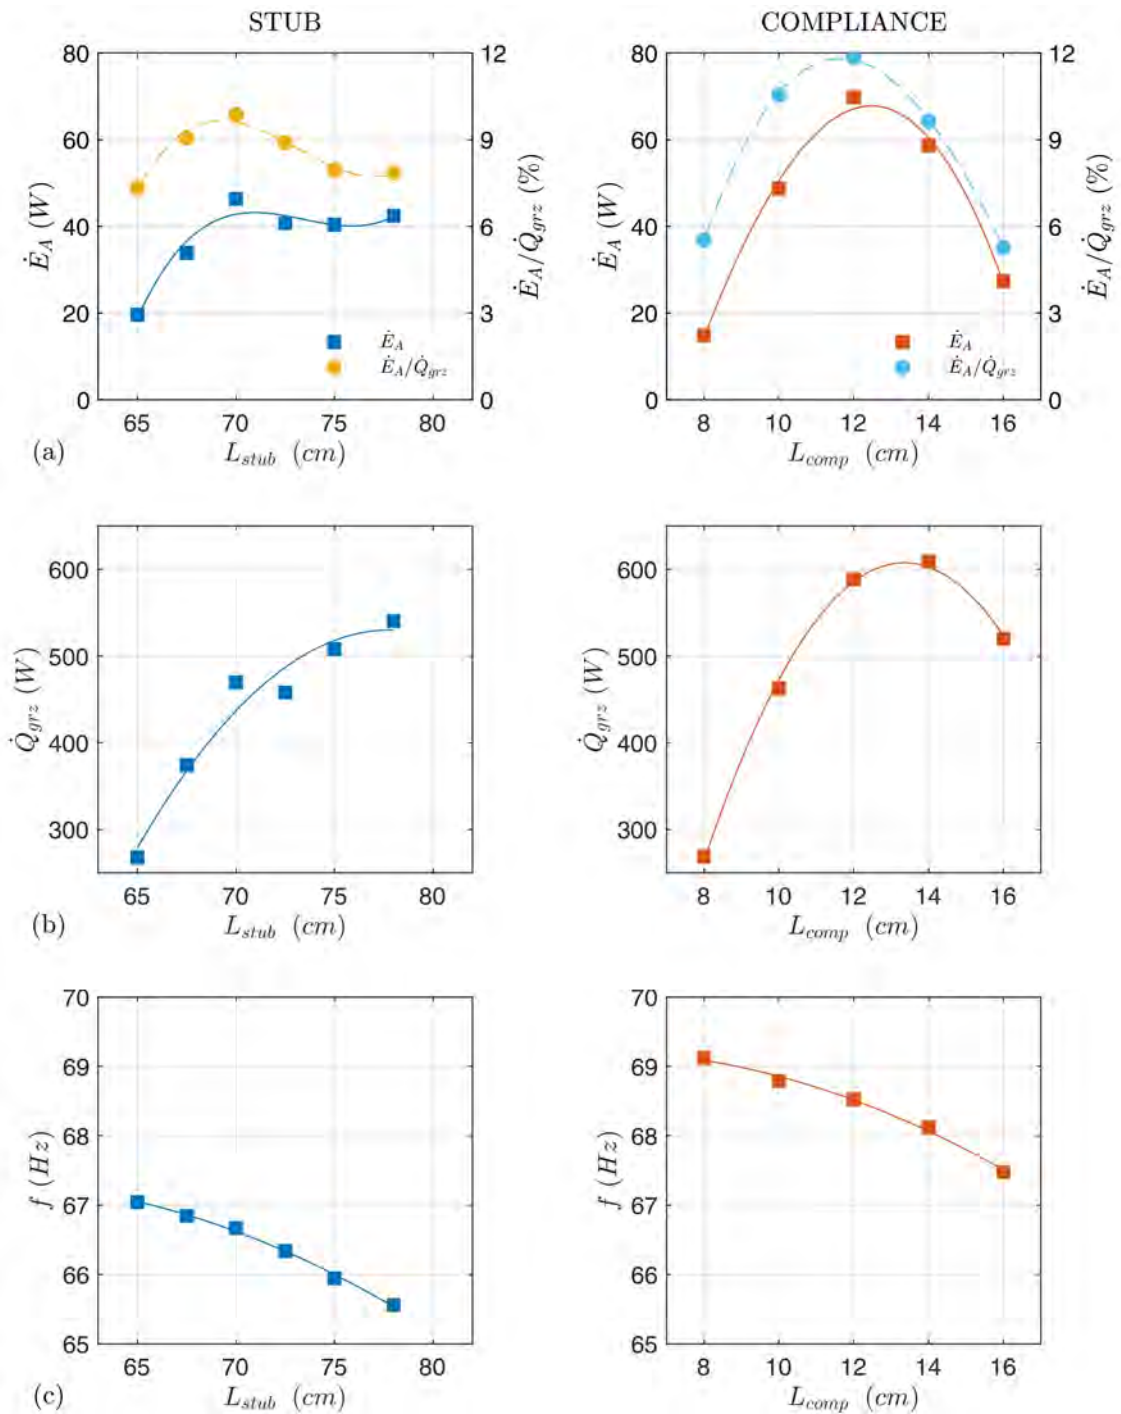 STUB
COMPLIANCE
80
60
40
20
0
Ė_A (W)
12
9
6
3
0
Ė_A/Q̇_grz (%)
Ė_A
Ė_A/Q̇_grz
65 70 75 80
L_stub (cm)
(a)
80
60
40
20
0
Ė_A (W)
12
9
6
3
0
Ė_A/Q̇_grz (%)
Ė_A
Ė_A/Q̇_grz
8 10 12 14 16
L_comp (cm)
600
500
400
300
Q̇_grz (W)
65 70 75 80
L_stub (cm)
(b)
600
500
400
300
Q̇_grz (W)
8 10 12 14 16
L_comp (cm)
70
69
68
67
66
65
f (Hz)
65 70 75 80
L_stub (cm)
(c)
70
69
68
67
66
65
f (Hz)
8 10 12 14 16
L_comp (cm)